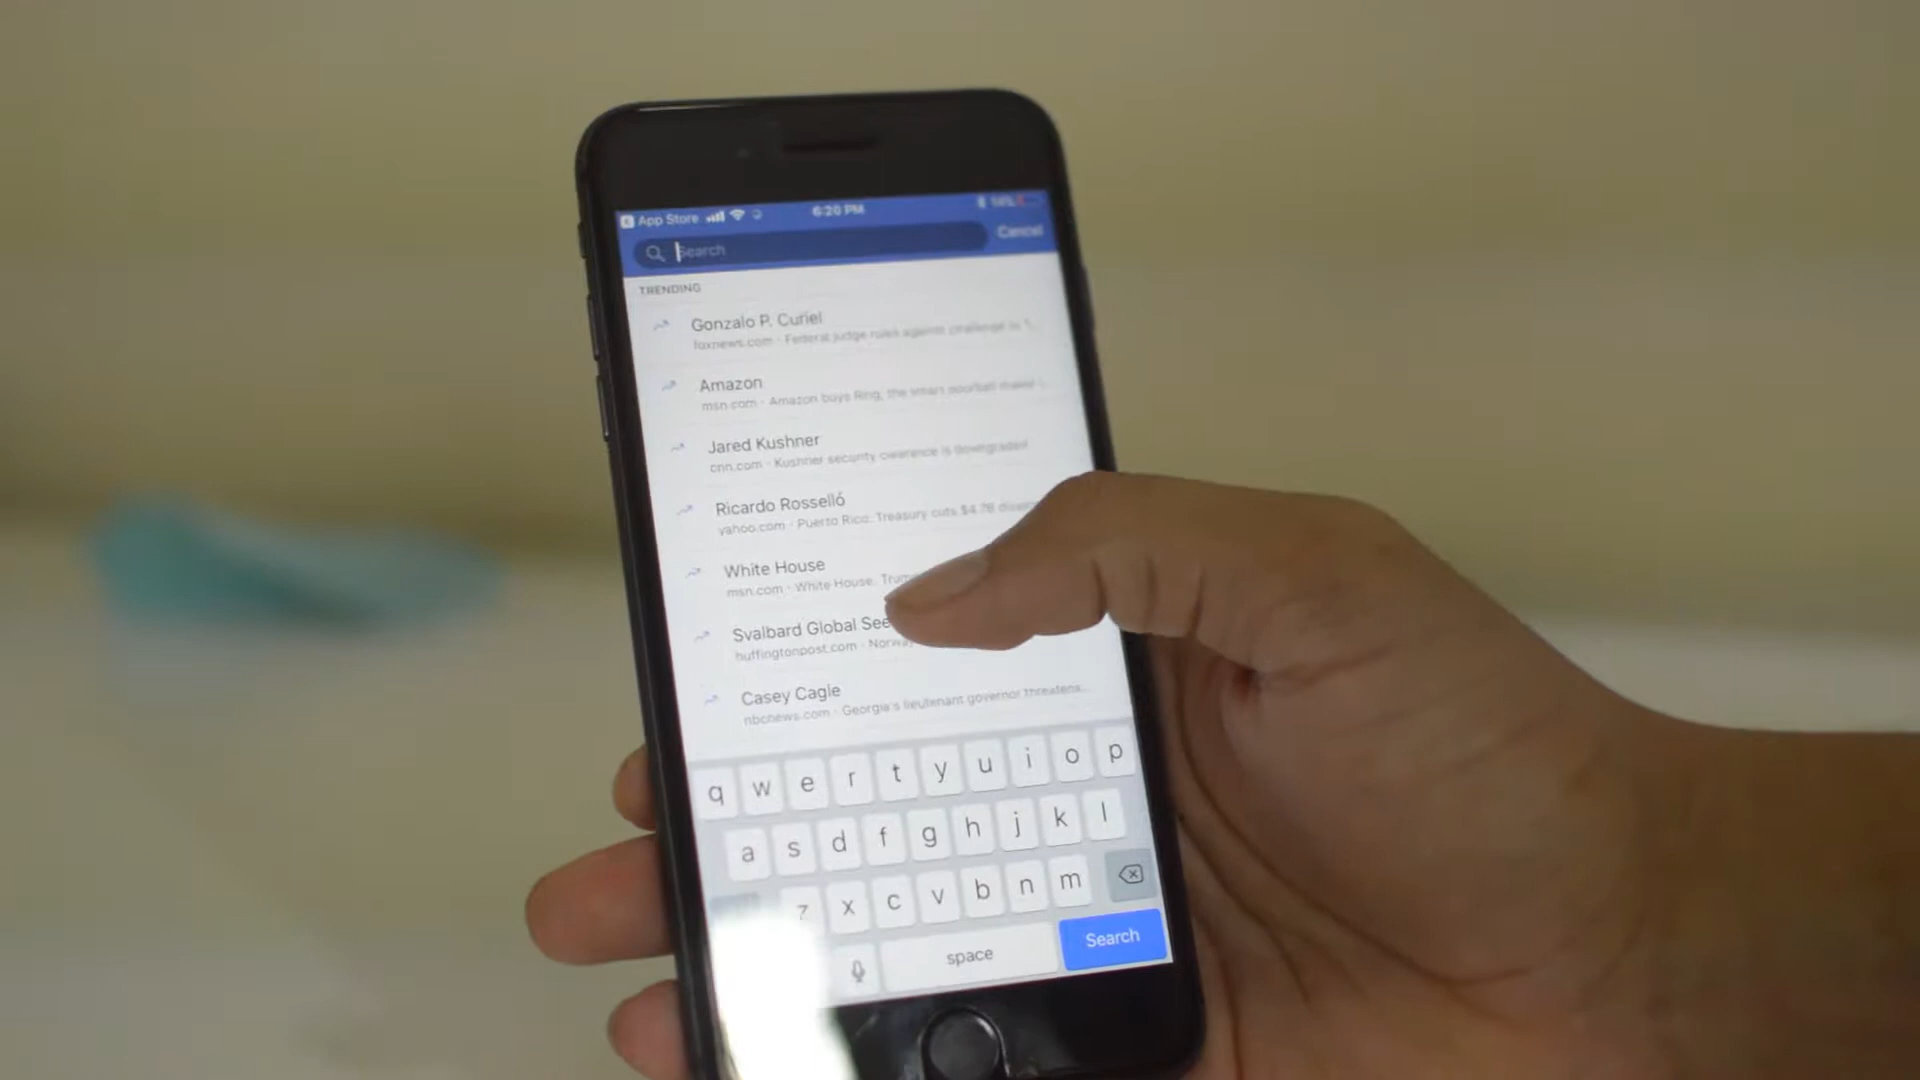 App Store 6:20 PM
Search Cancel
TRENDING
Gonzalo P. Curiel
foxnews.com · Federal judge rules against challenge to T...
Amazon
msn.com · Amazon buys Ring, the smart doorbell maker
Jared Kushner
cnn.com · Kushner security clearance is downgraded
Ricardo Rosselló
yahoo.com · Puerto Rico: Treasury cuts
White House
msn.com · White House, Trum
Svalbard Global See
huffingtonpost.com · Norway
Casey Cagle
nbcnews.com · Georgia's lieutenant governor threatens...
q w e r t y u i o p
a s d f g h j k l
z x c v b n m
space Search